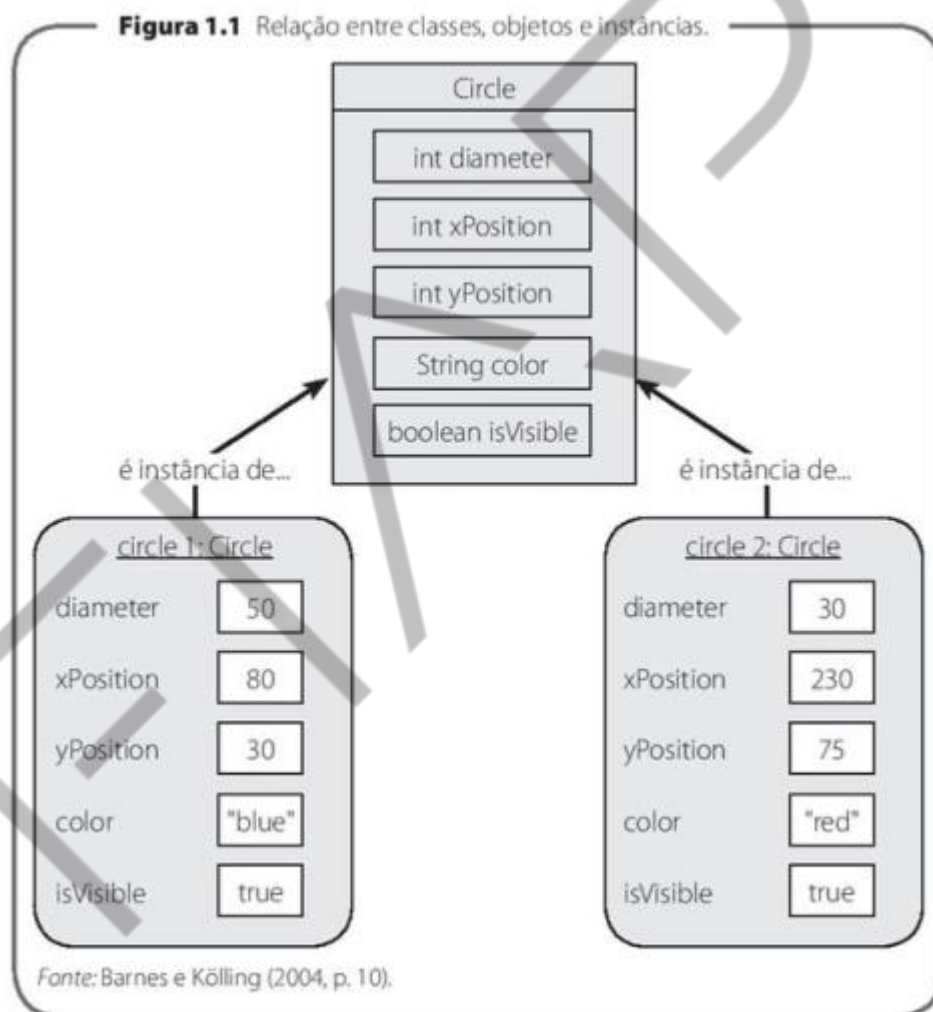 Figura 1.1 Relação entre classes, objetos e instâncias.
Circle
int diameter
int xPosition
int yPosition
String color
boolean isVisible
é instância de...
é instância de...
circle 1: Circle
diameter 50
xPosition 80
yPosition 30
color "blue"
isVisible true
circle 2: Circle
diameter 30
xPosition 230
yPosition 75
color "red"
isVisible true
Fonte: Barnes e Kölling (2004, p. 10).